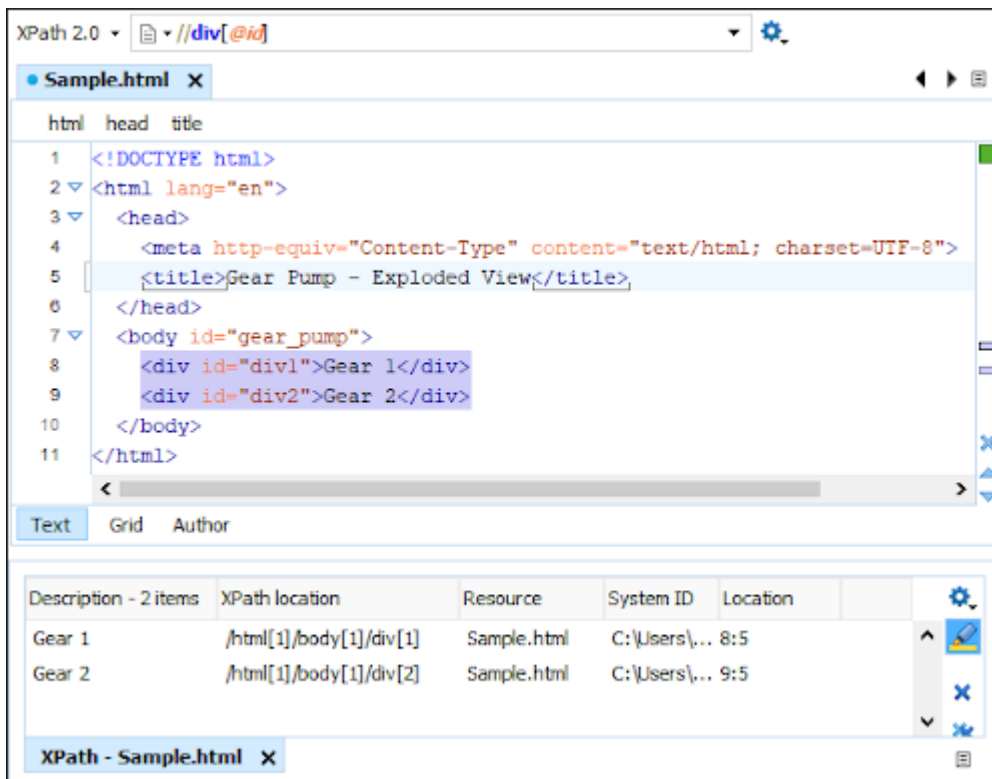 XPath 2.0 //div[@id]
Sample.html
html head title
1 <!DOCTYPE html>
2 <html lang="en">
3 <head>
4 <meta http-equiv="Content-Type" content="text/html; charset=UTF-8">
5 <title>Gear Pump - Exploded View</title>
6 </head>
7 <body id="gear_pump">
8 <div id="div1">Gear 1</div>
9 <div id="div2">Gear 2</div>
10 </body>
11 </html>
Text Grid Author
Description - 2 items XPath location Resource System ID Location
Gear 1 /html[1]/body[1]/div[1] Sample.html C:\Users\... 8:5
Gear 2 /html[1]/body[1]/div[2] Sample.html C:\Users\... 9:5
XPath - Sample.html